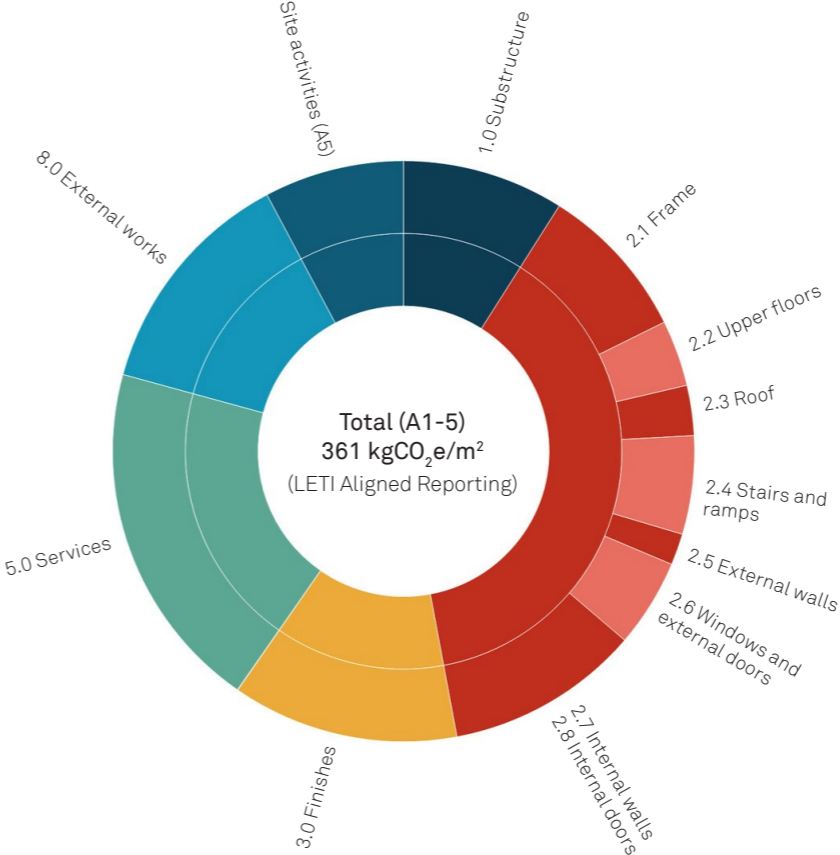 Site activities (A5)
1.0 Substructure
2.1 Frame
2.2 Upper floors
2.3 Roof
2.4 Stairs and
ramps
2.5 External walls
2.6 Windows and
external doors
2.7 Internal walls
2.8 Internal doors
3.0 Finishes
5.0 Services
8.0 External works
Total (A1-5)
361 kgCO₂e/m²
(LETI Aligned Reporting)